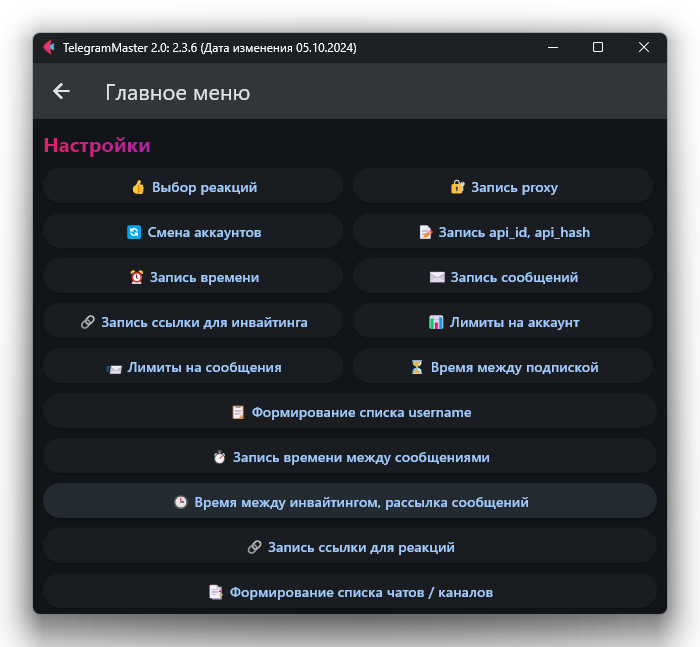 TelegramMaster 2.0: 2.3.6 (Дата изменения 05.10.2024)
Главное меню
Настройки
Выбор реакций
Запись proxy
Смена аккаунтов
Запись api_id, api_hash
Запись времени
Запись сообщений
Запись ссылки для инвайтинга
Лимиты на аккаунт
Лимиты на сообщения
Время между подпиской
Формирование списка username
Запись времени между сообщениями
Время между инвайтингом, рассылка сообщений
Запись ссылки для реакций
Формирование списка чатов / каналов